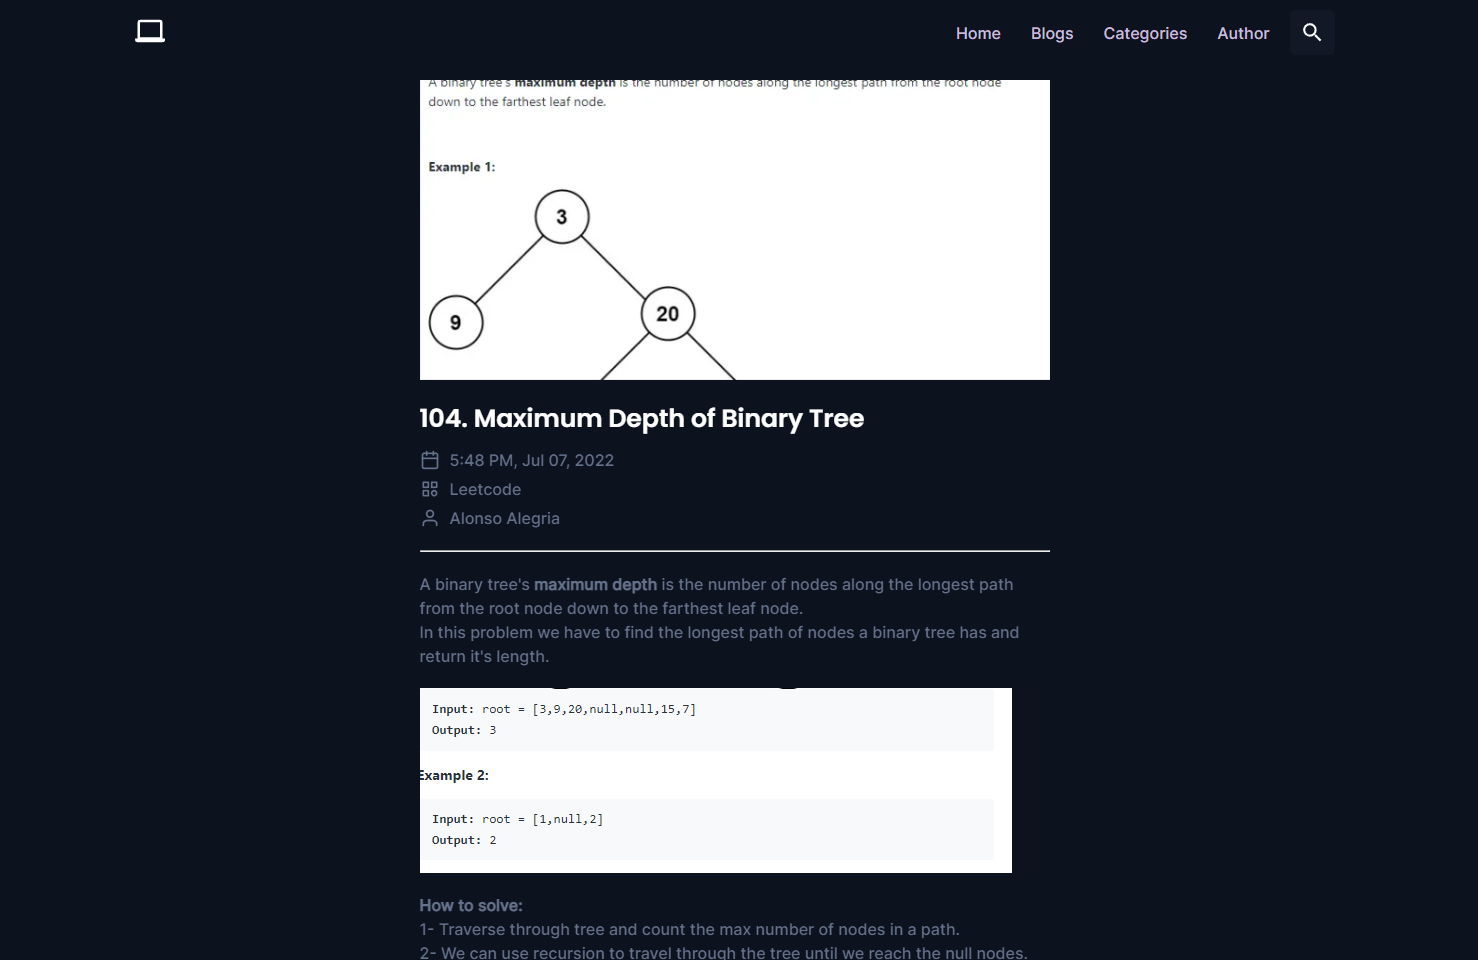 Home Blogs Categories Author
A binary tree's maximum depth is the number of nodes along the longest path from the root node
down to the farthest leaf node.
Example 1:
3
9
20
104. Maximum Depth of Binary Tree
5:48 PM, Jul 07, 2022
Leetcode
Alonso Alegria
A binary tree's maximum depth is the number of nodes along the longest path
from the root node down to the farthest leaf node.
In this problem we have to find the longest path of nodes a binary tree has and
return it's length.
Input: root = [3,9,20,null,null,15,7]
Output: 3
Example 2:
Input: root = [1,null,2]
Output: 2
How to solve:
1- Traverse through tree and count the max number of nodes in a path.
2- We can use recursion to travel through the tree until we reach the null nodes.